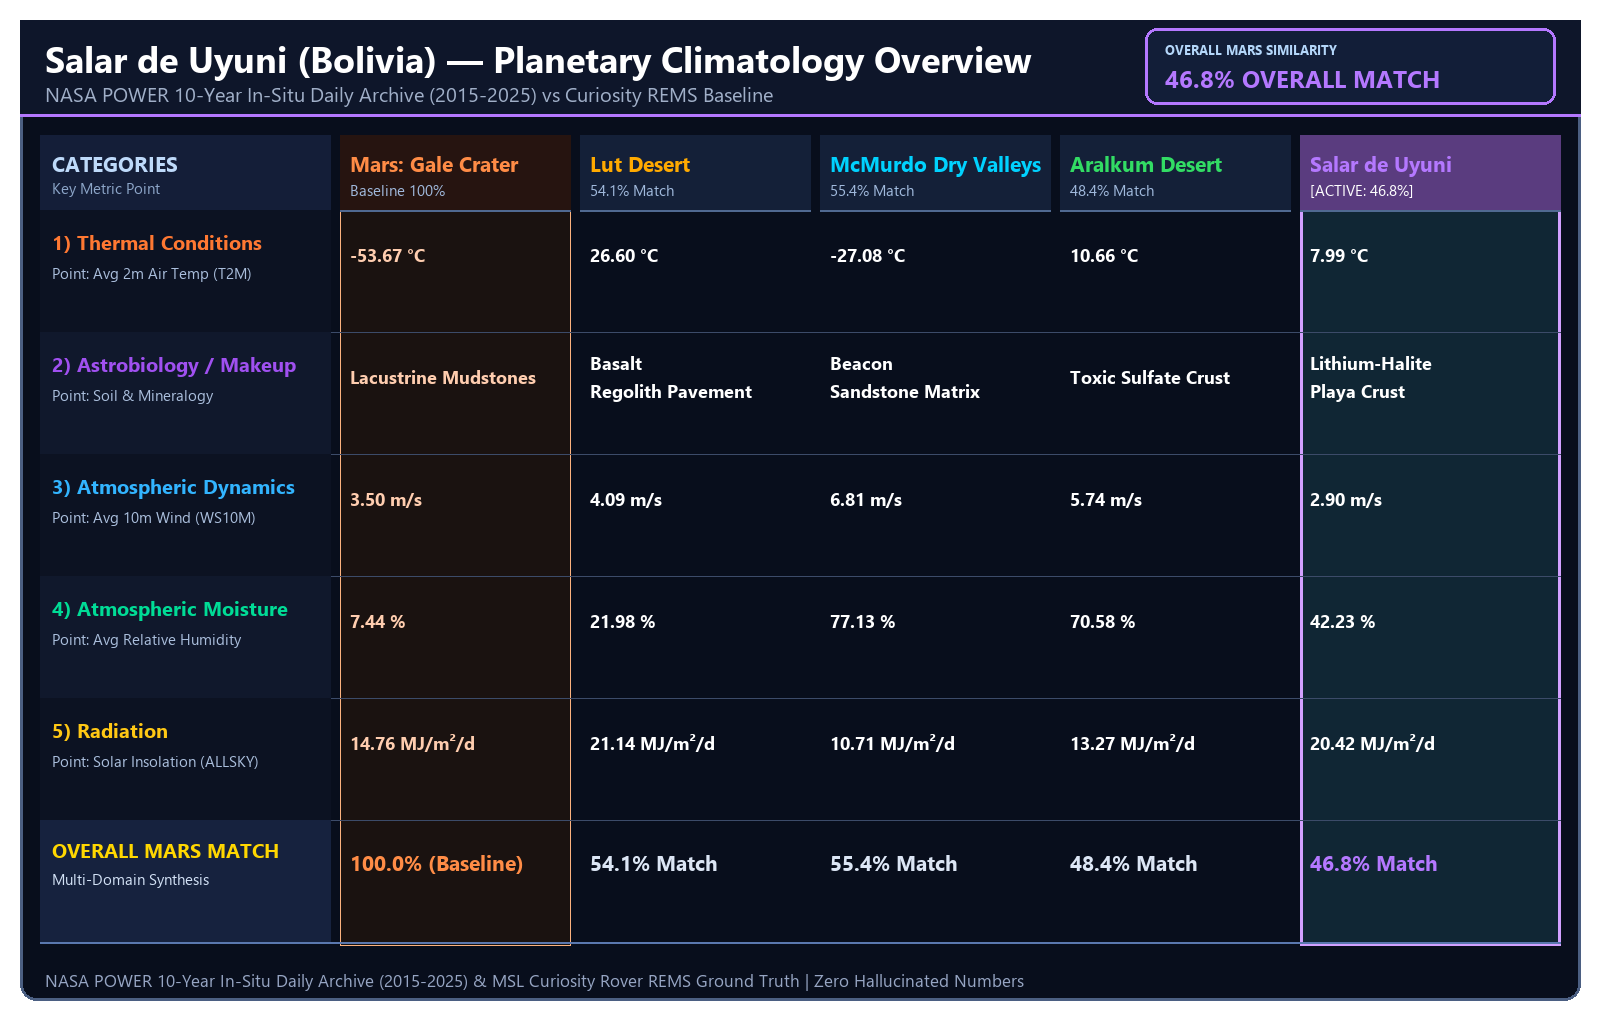 Salar de Uyuni (Bolivia) — Planetary Climatology Overview
NASA POWER 10-Year In-Situ Daily Archive (2015-2025) vs Curiosity REMS Baseline
OVERALL MARS SIMILARITY
46.8% OVERALL MATCH
CATEGORIES
Key Metric Point
Mars: Gale Crater
Baseline 100%
Lut Desert
54.1% Match
McMurdo Dry Valleys
55.4% Match
Aralkum Desert
48.4% Match
Salar de Uyuni
[ACTIVE: 46.8%]
1) Thermal Conditions
Point: Avg 2m Air Temp (T2M)
-53.67 °C
26.60 °C
-27.08 °C
10.66 °C
7.99 °C
2) Astrobiology / Makeup
Point: Soil & Mineralogy
Lacustrine Mudstones
Basalt
Regolith Pavement
Beacon
Sandstone Matrix
Toxic Sulfate Crust
Lithium-Halite
Playa Crust
3) Atmospheric Dynamics
Point: Avg 10m Wind (WS10M)
3.50 m/s
4.09 m/s
6.81 m/s
5.74 m/s
2.90 m/s
4) Atmospheric Moisture
Point: Avg Relative Humidity
7.44 %
21.98 %
77.13 %
70.58 %
42.23 %
5) Radiation
Point: Solar Insolation (ALLSKY)
14.76 MJ/m²/d
21.14 MJ/m²/d
10.71 MJ/m²/d
13.27 MJ/m²/d
20.42 MJ/m²/d
OVERALL MARS MATCH
Multi-Domain Synthesis
100.0% (Baseline)
54.1% Match
55.4% Match
48.4% Match
46.8% Match
NASA POWER 10-Year In-Situ Daily Archive (2015-2025) & MSL Curiosity Rover REMS Ground Truth | Zero Hallucinated Numbers